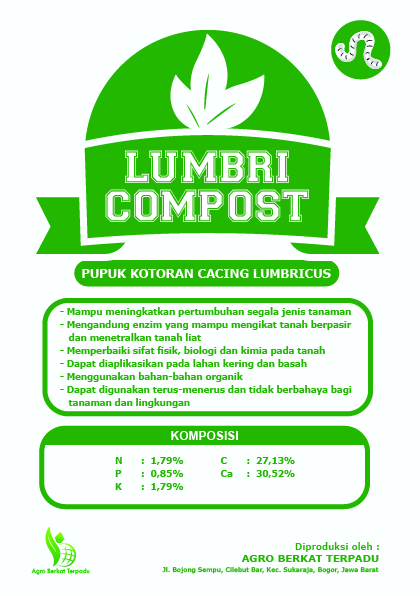 LUMBRI
COMPOST
PUPUK KOTORAN CACING LUMBRICUS
- Mampu meningkatkan pertumbuhan segala jenis tanaman
- Mengandung enzim yang mampu mengikat tanah berpasir
dan menetralkan tanah liat
- Memperbaiki sifat fisik, biologi dan kimia pada tanah
- Dapat diaplikasikan pada lahan kering dan basah
- Menggunakan bahan-bahan organik
- Dapat digunakan terus-menerus dan tidak berbahaya bagi
tanaman dan lingkungan
KOMPOSISI
N : 1,79% C : 27,13%
P : 0,85% Ca : 30,52%
K : 1,79%
Agro Berkat Terpadu
Diproduksi oleh :
AGRO BERKAT TERPADU
Jl. Bojong Sempu, Cilebut Bar, Kec. Sukaraja, Bogor, Jawa Barat